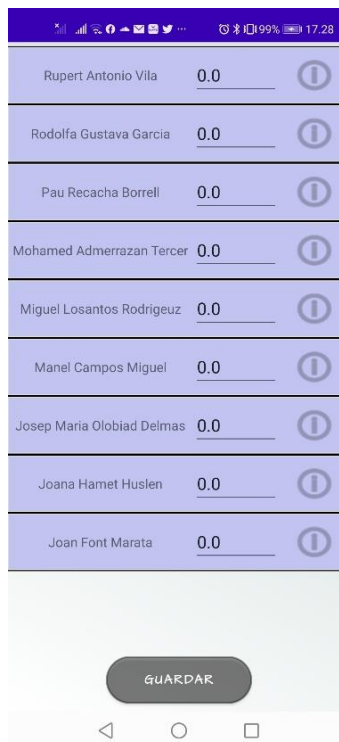 99% 17.28
Rupert Antonio Vila 0.0
Rodolfa Gustava Garcia 0.0
Pau Recacha Borrell 0.0
Mohamed Admerrazan Tercer 0.0
Miguel Losantos Rodrigeuz 0.0
Manel Campos Miguel 0.0
Josep Maria Olobiad Delmas 0.0
Joana Hamet Huslen 0.0
Joan Font Marata 0.0
GUARDAR